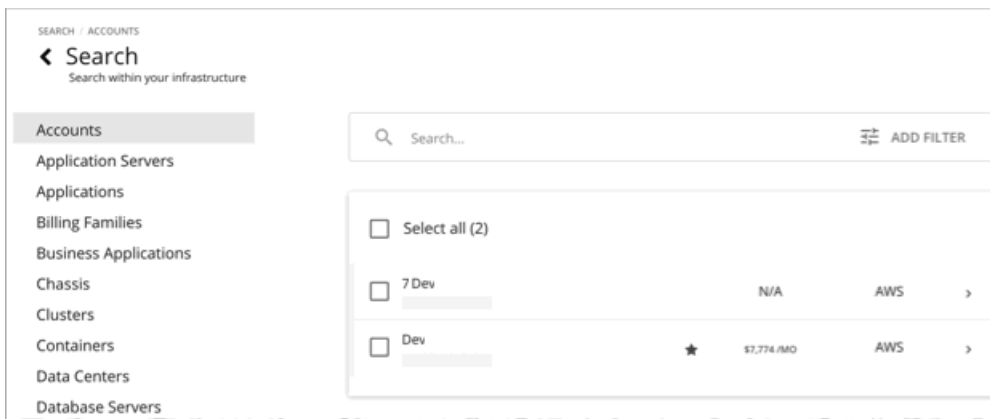 SEARCH / ACCOUNTS
Search
Search within your infrastructure
Accounts
Application Servers
Applications
Billing Families
Business Applications
Chassis
Clusters
Containers
Data Centers
Database Servers
Search...
ADD FILTER
Select all (2)
7 Dev
N/A
AWS
Dev
$7,774 /MO
AWS